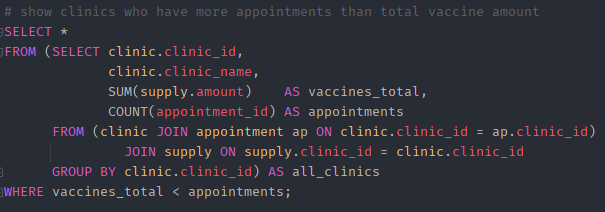 # show clinics who have more appointments than total vaccine amount
SELECT *
FROM (SELECT clinic.clinic_id,
             clinic.clinic_name,
             SUM(supply.amount)    AS vaccines_total,
             COUNT(appointment_id) AS appointments
      FROM (clinic JOIN appointment ap ON clinic.clinic_id = ap.clinic_id)
               JOIN supply ON supply.clinic_id = clinic.clinic_id
      GROUP BY clinic.clinic_id) AS all_clinics
WHERE vaccines_total < appointments;